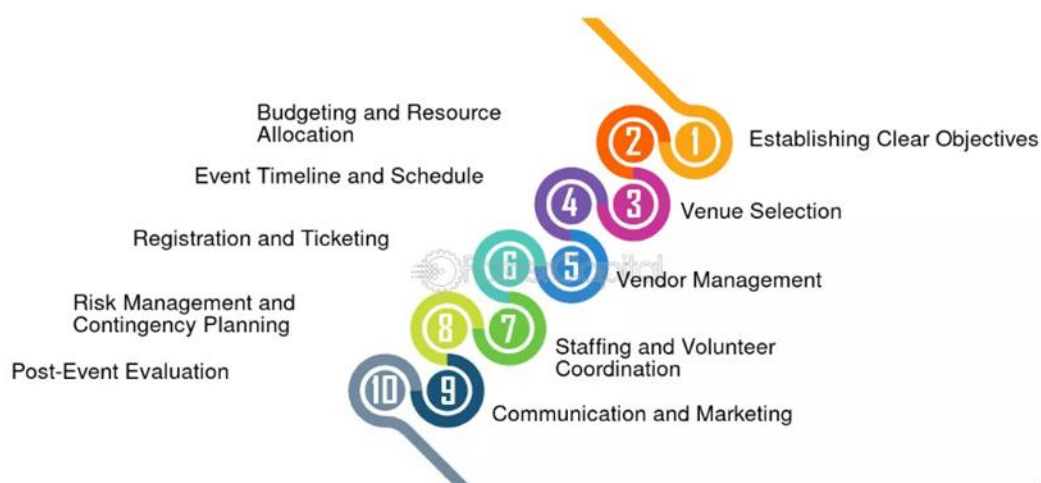 1
Establishing Clear Objectives
2
Budgeting and Resource
Allocation
3
Venue Selection
4
Event Timeline and Schedule
5
Vendor Management
6
Registration and Ticketing
7
Staffing and Volunteer
Coordination
8
Risk Management and
Contingency Planning
9
Communication and Marketing
10
Post-Event Evaluation